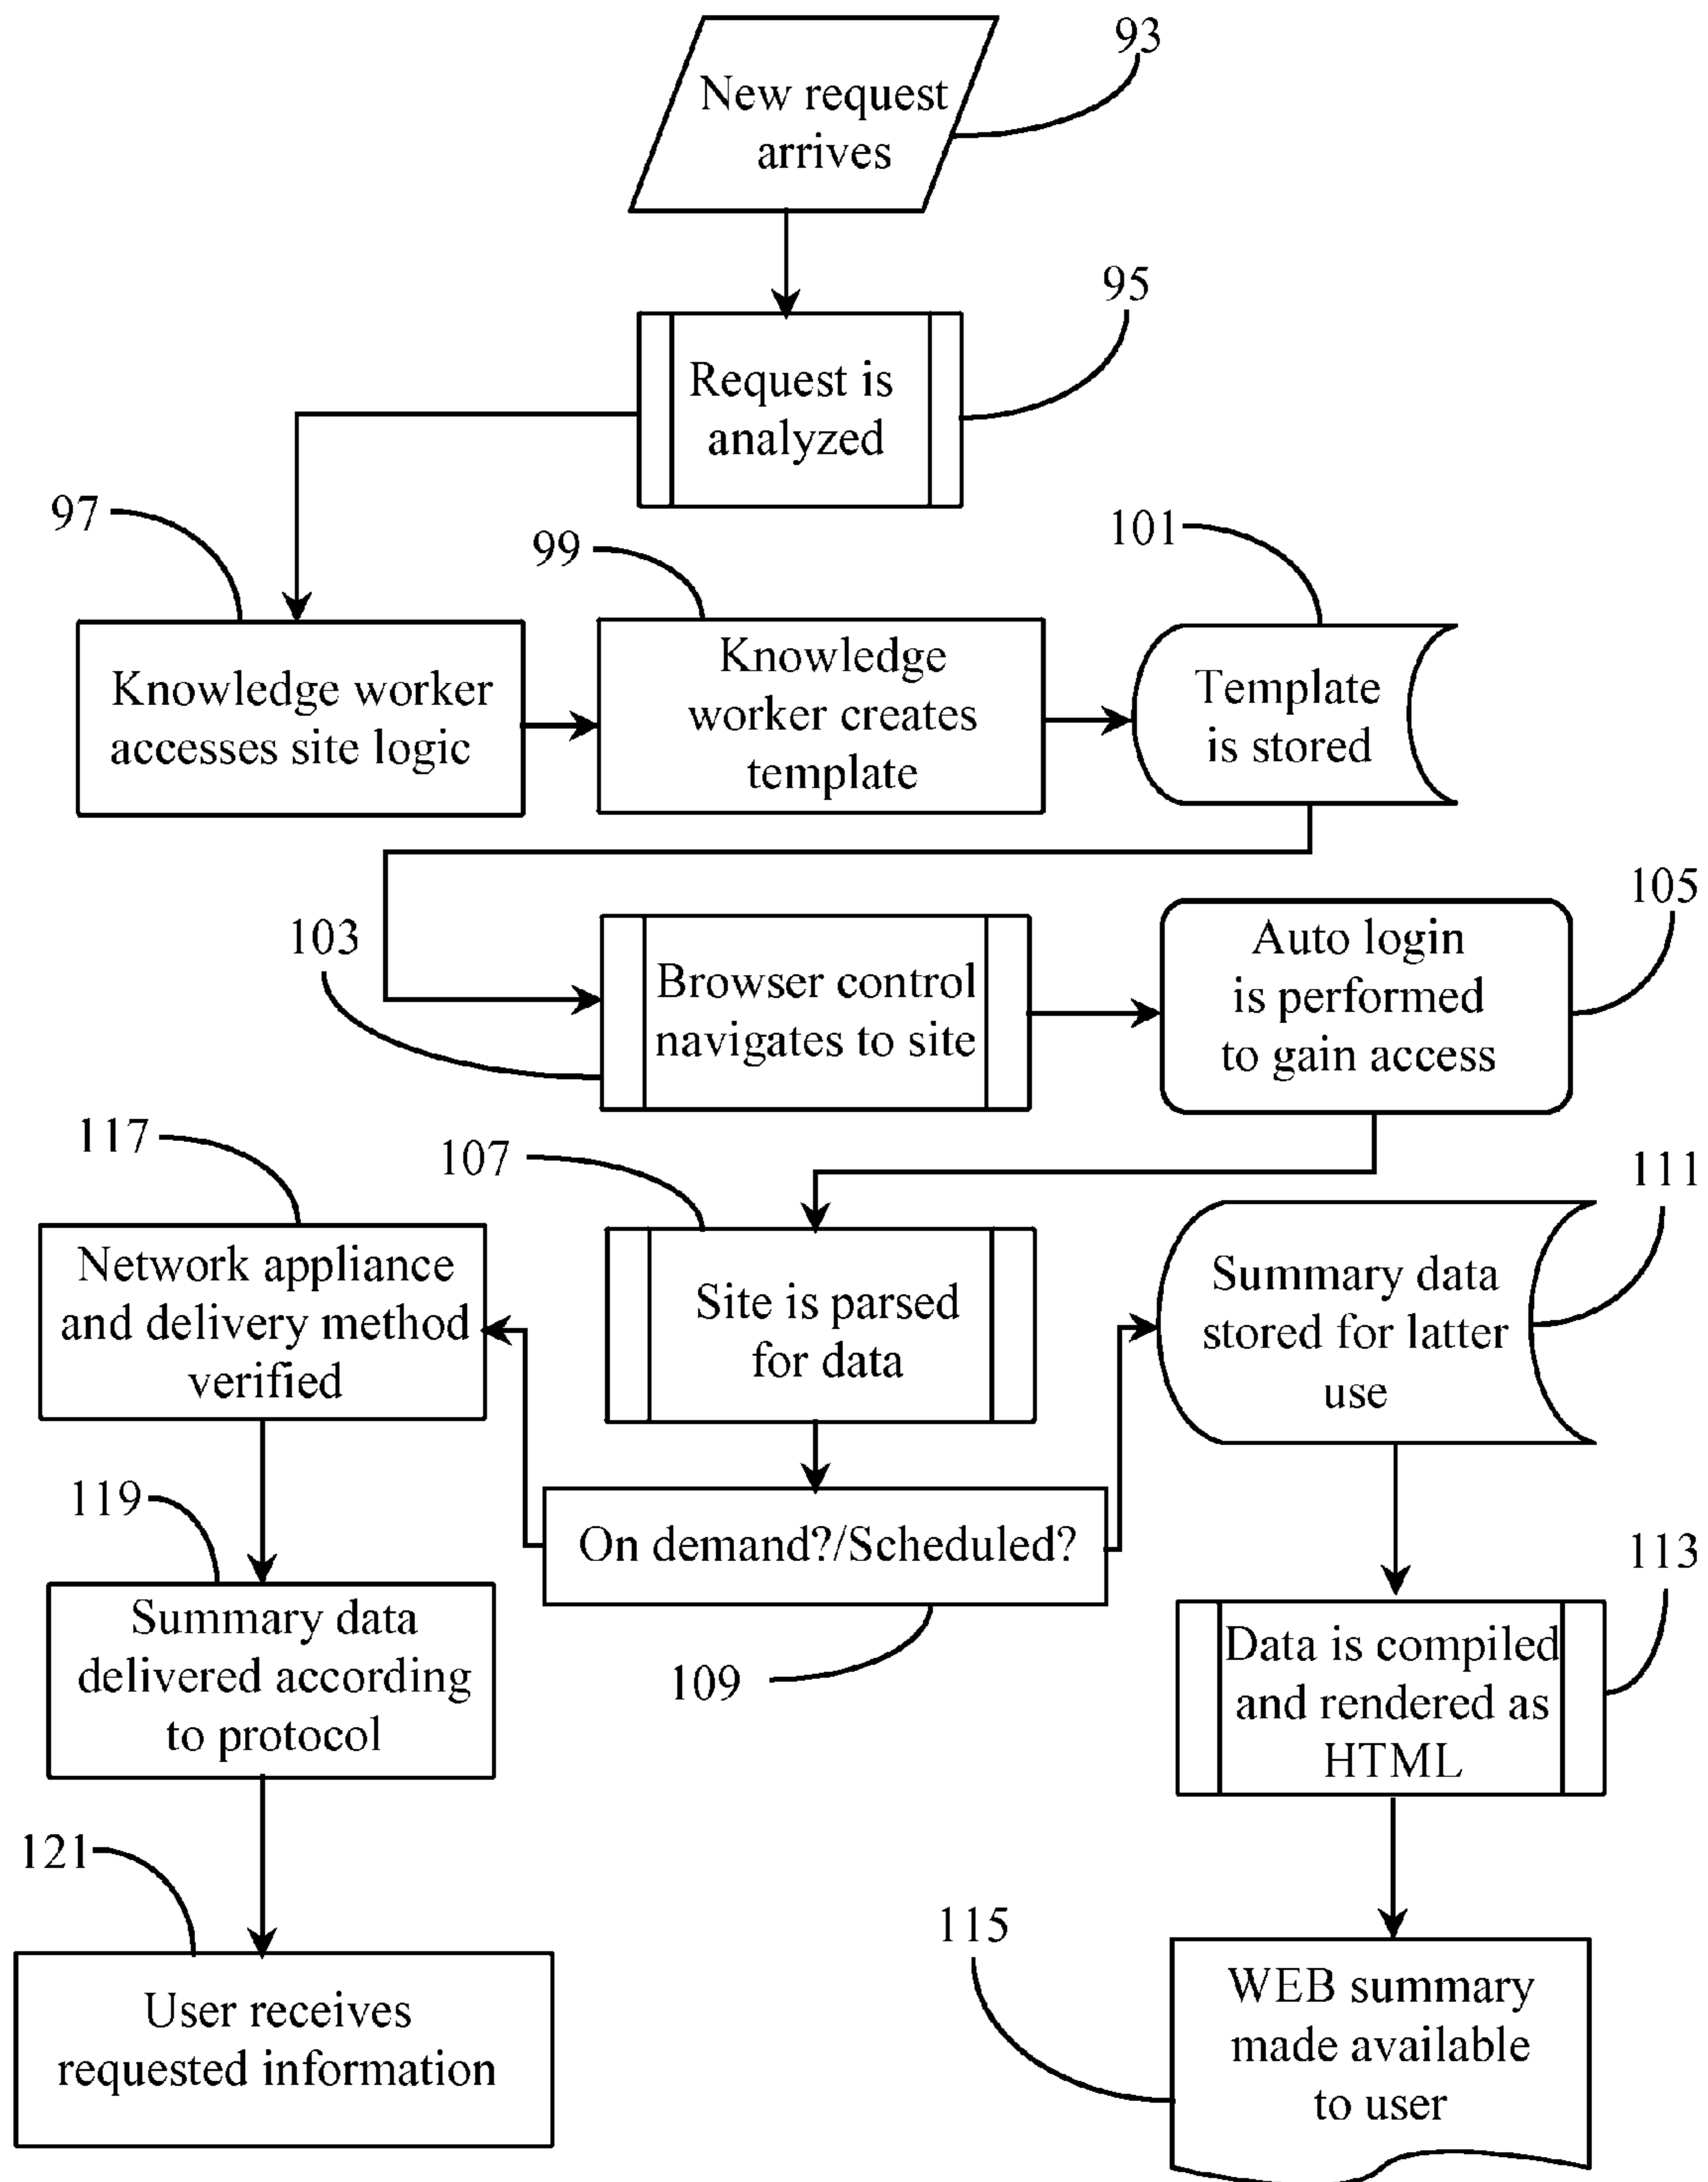 93
New request
arrives
95
Request is
analyzed
97
99
101
Knowledge worker
accesses site logic
Knowledge
worker creates
template
Template
is stored
103
105
Browser control
navigates to site
Auto login
is performed
to gain access
117
107
111
Network appliance
and delivery method
verified
Site is parsed
for data
Summary data
stored for latter
use
119
On demand?/Scheduled?
109
113
Summary data
delivered according
to protocol
Data is compiled
and rendered as
HTML
121
115
User receives
requested information
WEB summary
made available
to user